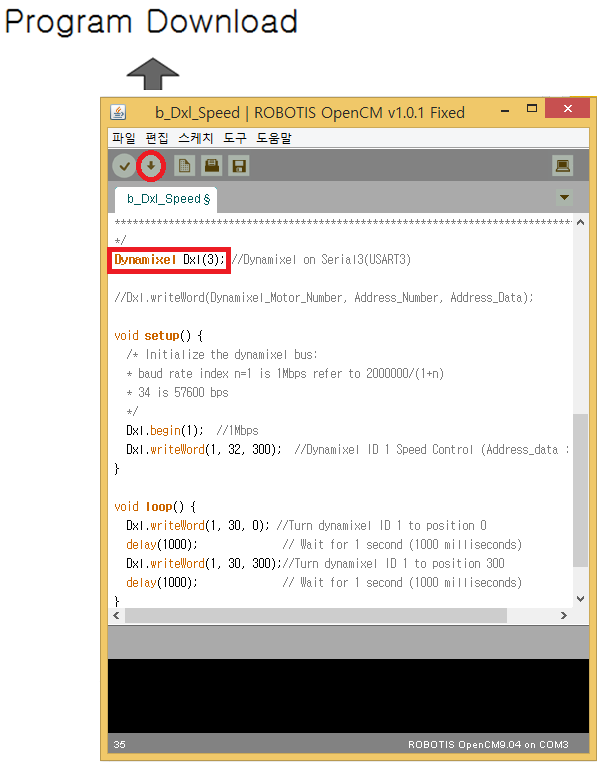 Program Download
b_Dxl_Speed | ROBOTIS OpenCM v1.0.1 Fixed
파일 편집 스케치 도구 도움말
b_Dxl_Speed §
******************************************************************************
*/
Dynamixel Dxl(3); //Dynamixel on Serial3(USART3)
//Dxl.writeWord(Dynamixel_Motor_Number, Address_Number, Address_Data);
void setup() {
/* Initialize the dynamixel bus:
* baud rate index n=1 is 1Mbps refer to 2000000/(1+n)
* 34 is 57600 bps
*/
Dxl.begin(1); //1Mbps
Dxl.writeWord(1, 32, 300); //Dynamixel ID 1 Speed Control (Address_data :
}
void loop() {
Dxl.writeWord(1, 30, 0); //Turn dynamixel ID 1 to position 0
delay(1000); // Wait for 1 second (1000 milliseconds)
Dxl.writeWord(1, 30, 300);//Turn dynamixel ID 1 to position 300
delay(1000); // Wait for 1 second (1000 milliseconds)
}
35 ROBOTIS OpenCM9.04 on COM3